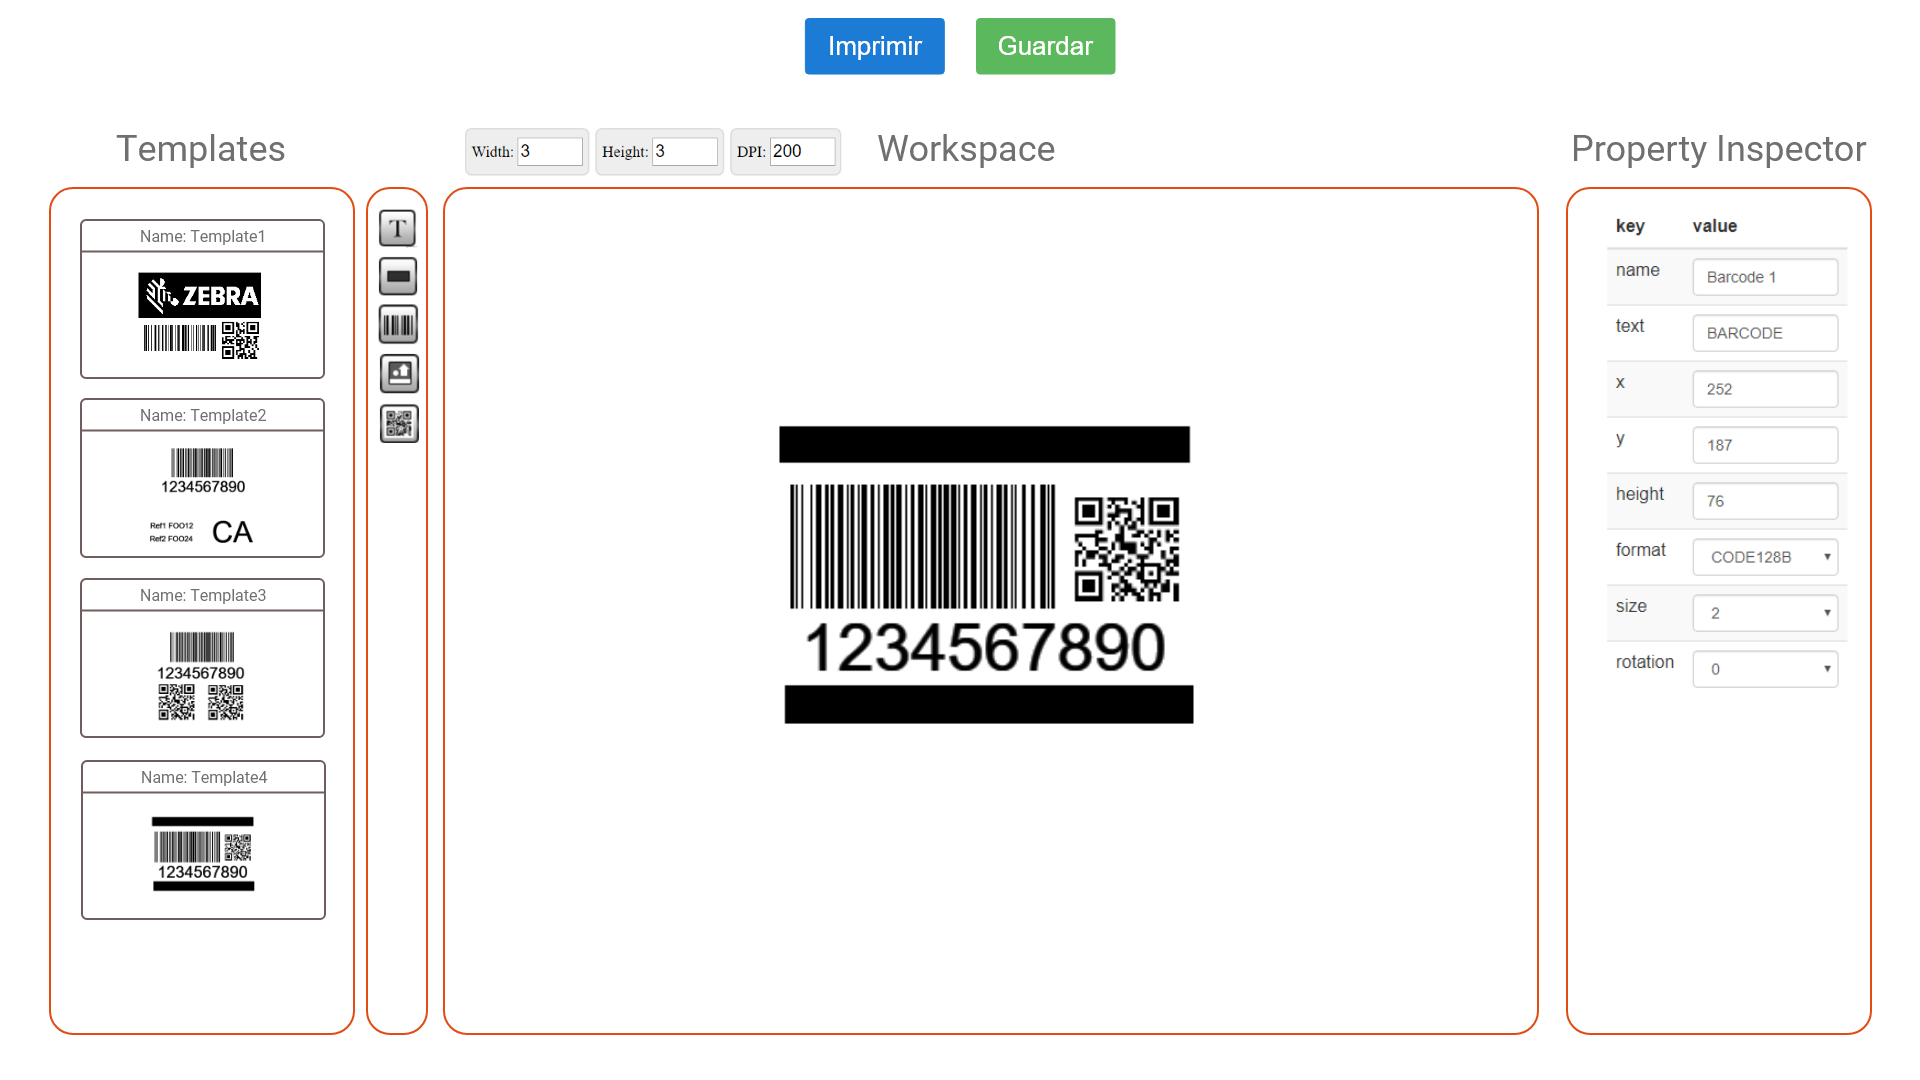 Imprimir
Guardar
Templates
Width: 3
Height: 3
DPI: 200
Workspace
Property Inspector
Name: Template1
ZEBRA
Name: Template2
1234567890
Ref1 FOO12
Ref2 FOO24
CA
Name: Template3
1234567890
Name: Template4
1234567890
T
1234567890
key value
name Barcode 1
text BARCODE
x 252
y 187
height 76
format CODE128B
size 2
rotation 0